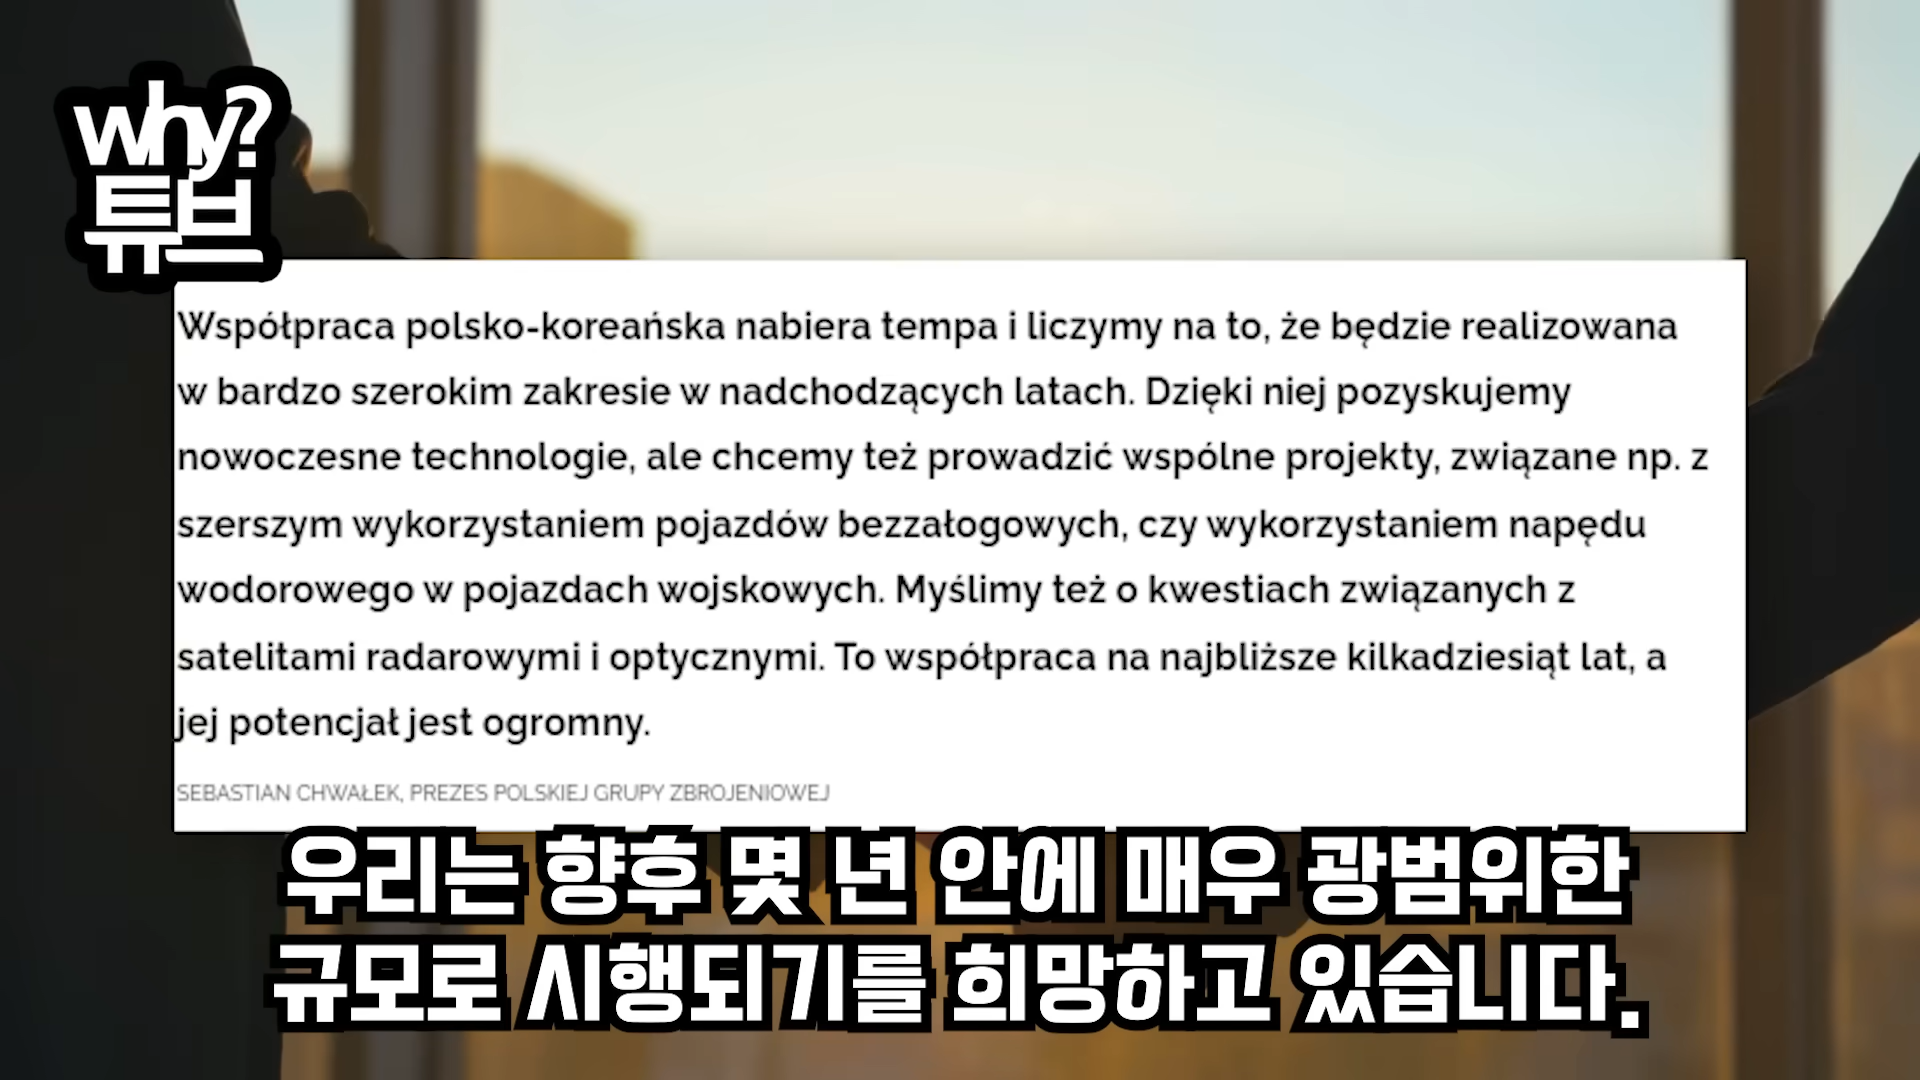 why?
튜브
Współpraca polsko-koreańska nabiera tempa i liczymy na to, że będzie realizowana
w bardzo szerokim zakresie w nadchodzących latach. Dzięki niej pozyskujemy
nowoczesne technologie, ale chcemy też prowadzić wspólne projekty, związane np. z
szerszym wykorzystaniem pojazdów bezzałogowych, czy wykorzystaniem napędu
wodorowego w pojazdach wojskowych. Myślimy też o kwestiach związanych z
satelitami radarowymi i optycznymi. To współpraca na najbliższe kilkadziesiąt lat, a
jej potencjał jest ogromny.
SEBASTIAN CHWAŁEK, PREZES POLSKIEJ GRUPY ZBROJENIOWEJ
우리는 향후 몇 년 안에 매우 광범위한
규모로 시행되기를 희망하고 있습니다.